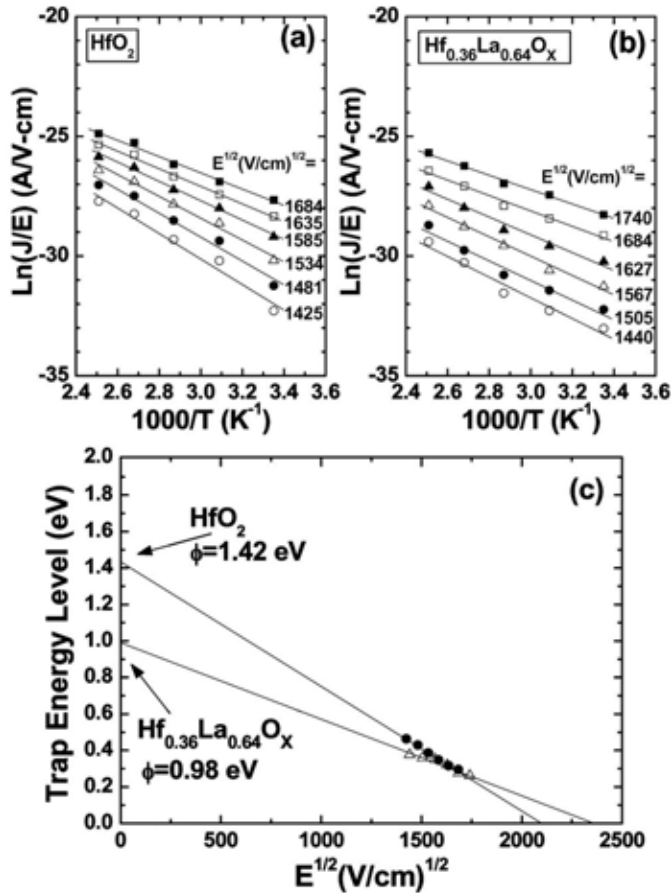 -20
-25
-30
-35
Ln(J/E) (A/V-cm)
HfO2
(a)
E1/2(V/cm)1/2=
1684
1635
1585
1534
1481
1425
2.4 2.6 2.8 3.0 3.2 3.4 3.6
1000/T (K-1)
-20
-25
-30
-35
Ln(J/E) (A/V-cm)
Hf0.36La0.64OX
(b)
E1/2(V/cm)1/2=
1740
1684
1627
1567
1505
1440
2.4 2.6 2.8 3.0 3.2 3.4 3.6
1000/T (K-1)
2.0
1.8
1.6
1.4
1.2
1.0
0.8
0.6
0.4
0.2
0.0
Trap Energy Level (eV)
(c)
HfO2
ϕ=1.42 eV
Hf0.36La0.64OX
ϕ=0.98 eV
0 500 1000 1500 2000 2500
E1/2(V/cm)1/2